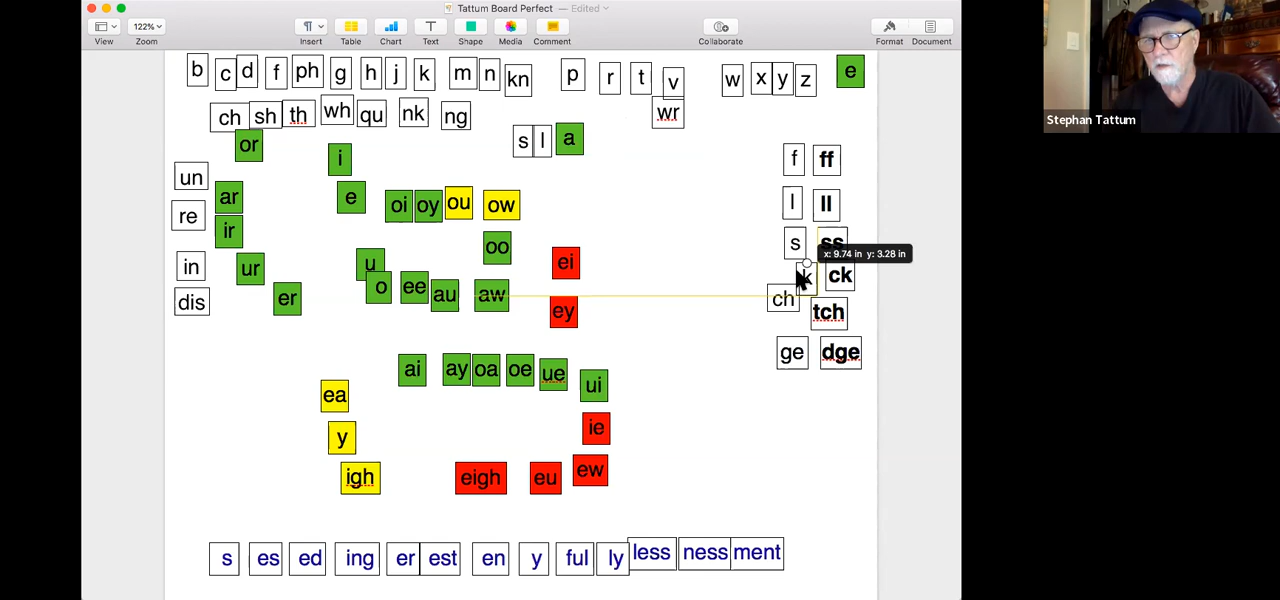 Tattum Board Perfect — Edited
122%
View Zoom Insert Table Chart Text Shape Media Comment Collaborate Format Document
b c d f ph g h j k m n kn p r t v w x y z e
ch sh th wh qu nk ng wr
Stephan Tattum
or i s l a f ff
un ar e oi oy ou ow l ll
re ir oo s ss
x: 9.74 in y: 3.28 in
in ur u ei k ck
dis er o ee au aw ey ch tch
ge dge
ai ay oa oe ue ui
ea ie
y
igh eigh eu ew
s es ed ing er est en y ful ly less ness ment